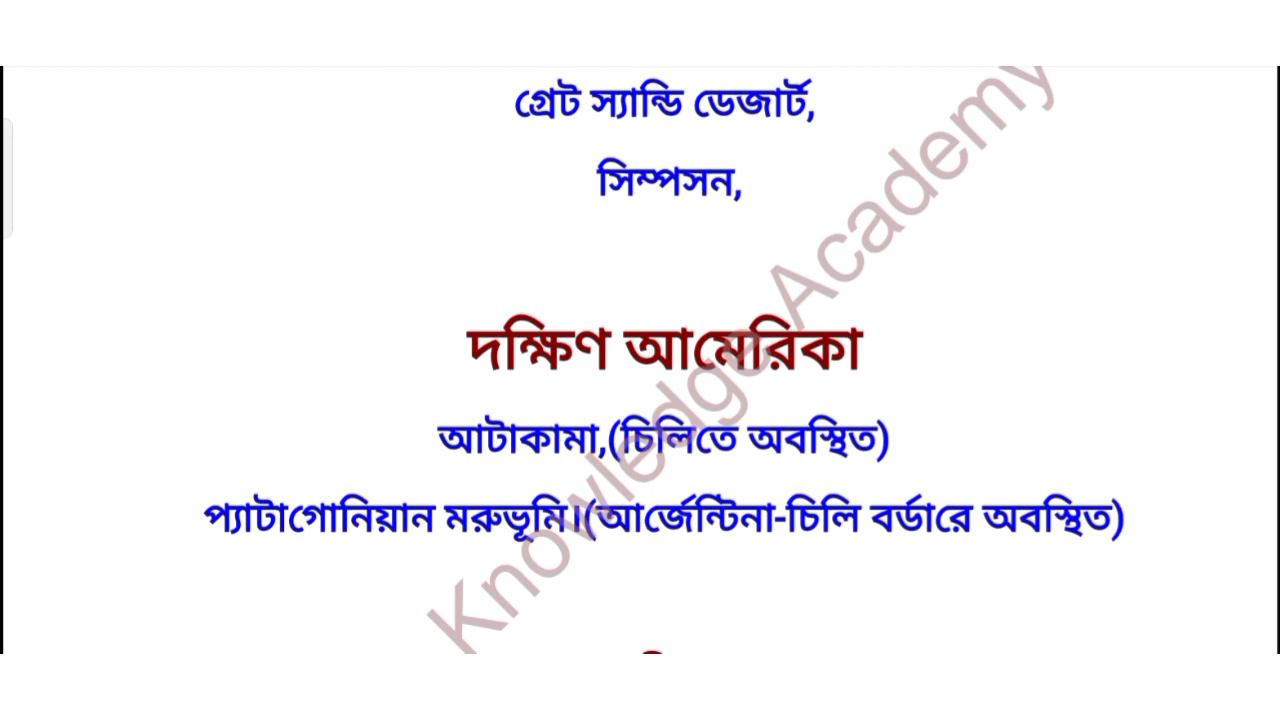 গ্রেট স্যান্ডি ডেজার্ট,
সিম্পসন,
দক্ষিণ আমেরিকা
আটাকামা,(চিলিতে অবস্থিত)
প্যাটাগোনিয়ান মরুভূমি।(আর্জেন্টিনা-চিলি বর্ডারে অবস্থিত)
Knowledge Academy